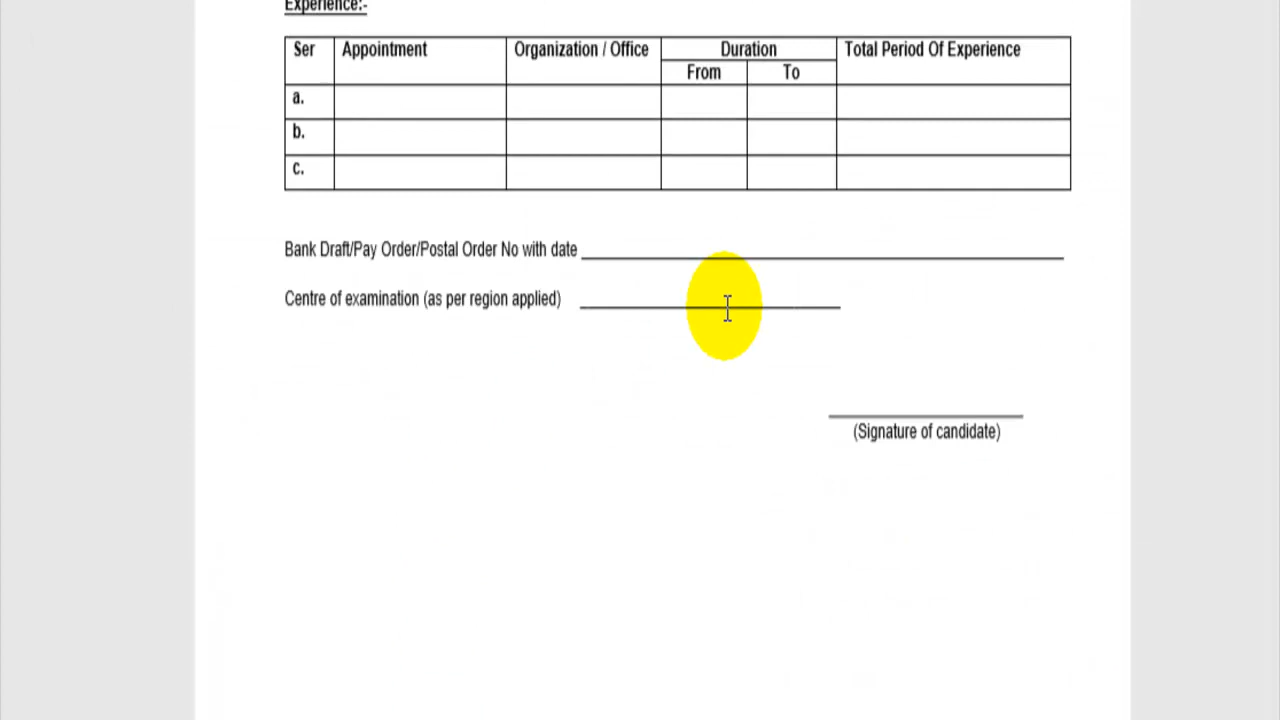 Experience:-
Ser Appointment Organization / Office Duration Total Period Of Experience
From To
a.
b.
c.
Bank Draft/Pay Order/Postal Order No with date
Centre of examination (as per region applied)
(Signature of candidate)